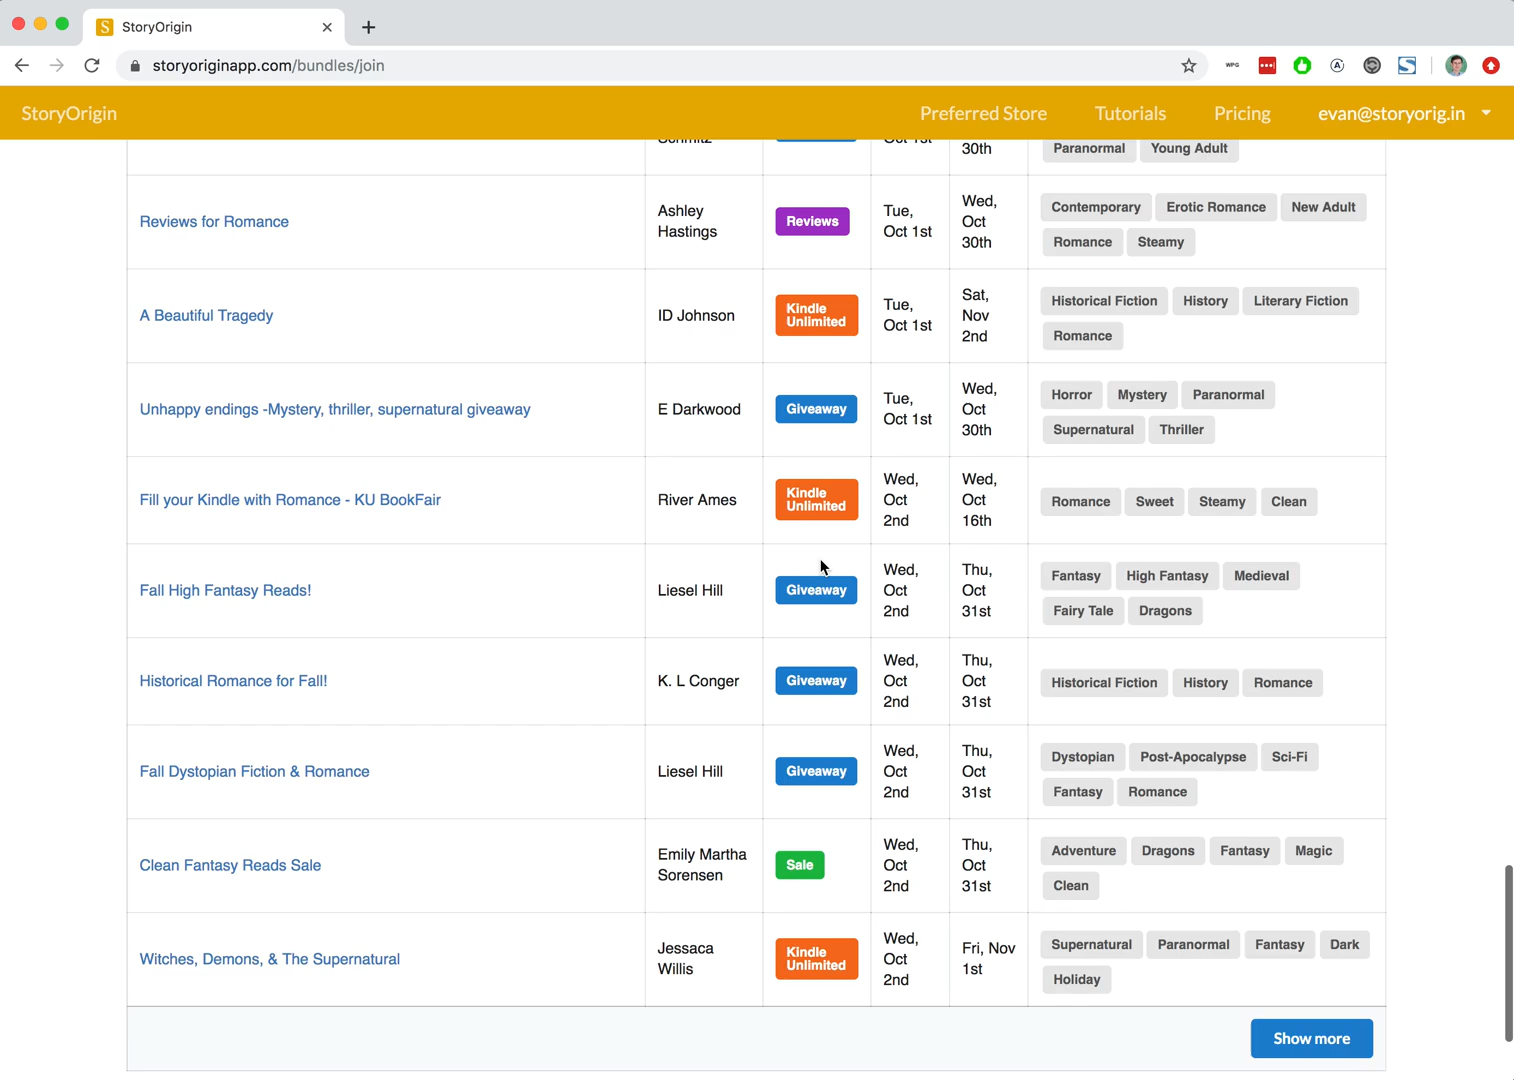 StoryOrigin
storyoriginapp.com/bundles/join
WPG
StoryOrigin
Preferred Store
Tutorials
Pricing
evan@storyorig.in
Schmitz
Oct 1st
30th
Paranormal Young Adult
Reviews for Romance
Ashley
Hastings
Reviews
Tue,
Oct 1st
Wed,
Oct
30th
Contemporary Erotic Romance New Adult
Romance Steamy
A Beautiful Tragedy
ID Johnson
Kindle
Unlimited
Tue,
Oct 1st
Sat,
Nov
2nd
Historical Fiction History Literary Fiction
Romance
Unhappy endings -Mystery, thriller, supernatural giveaway
E Darkwood
Giveaway
Tue,
Oct 1st
Wed,
Oct
30th
Horror Mystery Paranormal
Supernatural Thriller
Fill your Kindle with Romance - KU BookFair
River Ames
Kindle
Unlimited
Wed,
Oct
2nd
Wed,
Oct
16th
Romance Sweet Steamy Clean
Fall High Fantasy Reads!
Liesel Hill
Giveaway
Wed,
Oct
2nd
Thu,
Oct
31st
Fantasy High Fantasy Medieval
Fairy Tale Dragons
Historical Romance for Fall!
K. L Conger
Giveaway
Wed,
Oct
2nd
Thu,
Oct
31st
Historical Fiction History Romance
Fall Dystopian Fiction & Romance
Liesel Hill
Giveaway
Wed,
Oct
2nd
Thu,
Oct
31st
Dystopian Post-Apocalypse Sci-Fi
Fantasy Romance
Clean Fantasy Reads Sale
Emily Martha
Sorensen
Sale
Wed,
Oct
2nd
Thu,
Oct
31st
Adventure Dragons Fantasy Magic
Clean
Witches, Demons, & The Supernatural
Jessaca
Willis
Kindle
Unlimited
Wed,
Oct
2nd
Fri, Nov
1st
Supernatural Paranormal Fantasy Dark
Holiday
Show more